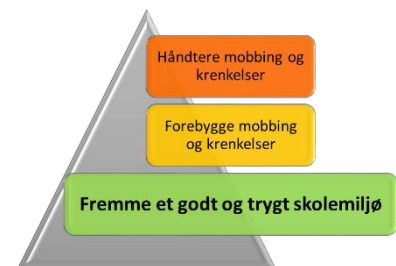 Håndtere mobbing og
krenkelser
Forebygge mobbing
og krenkelser
Fremme et godt og trygt skolemiljø